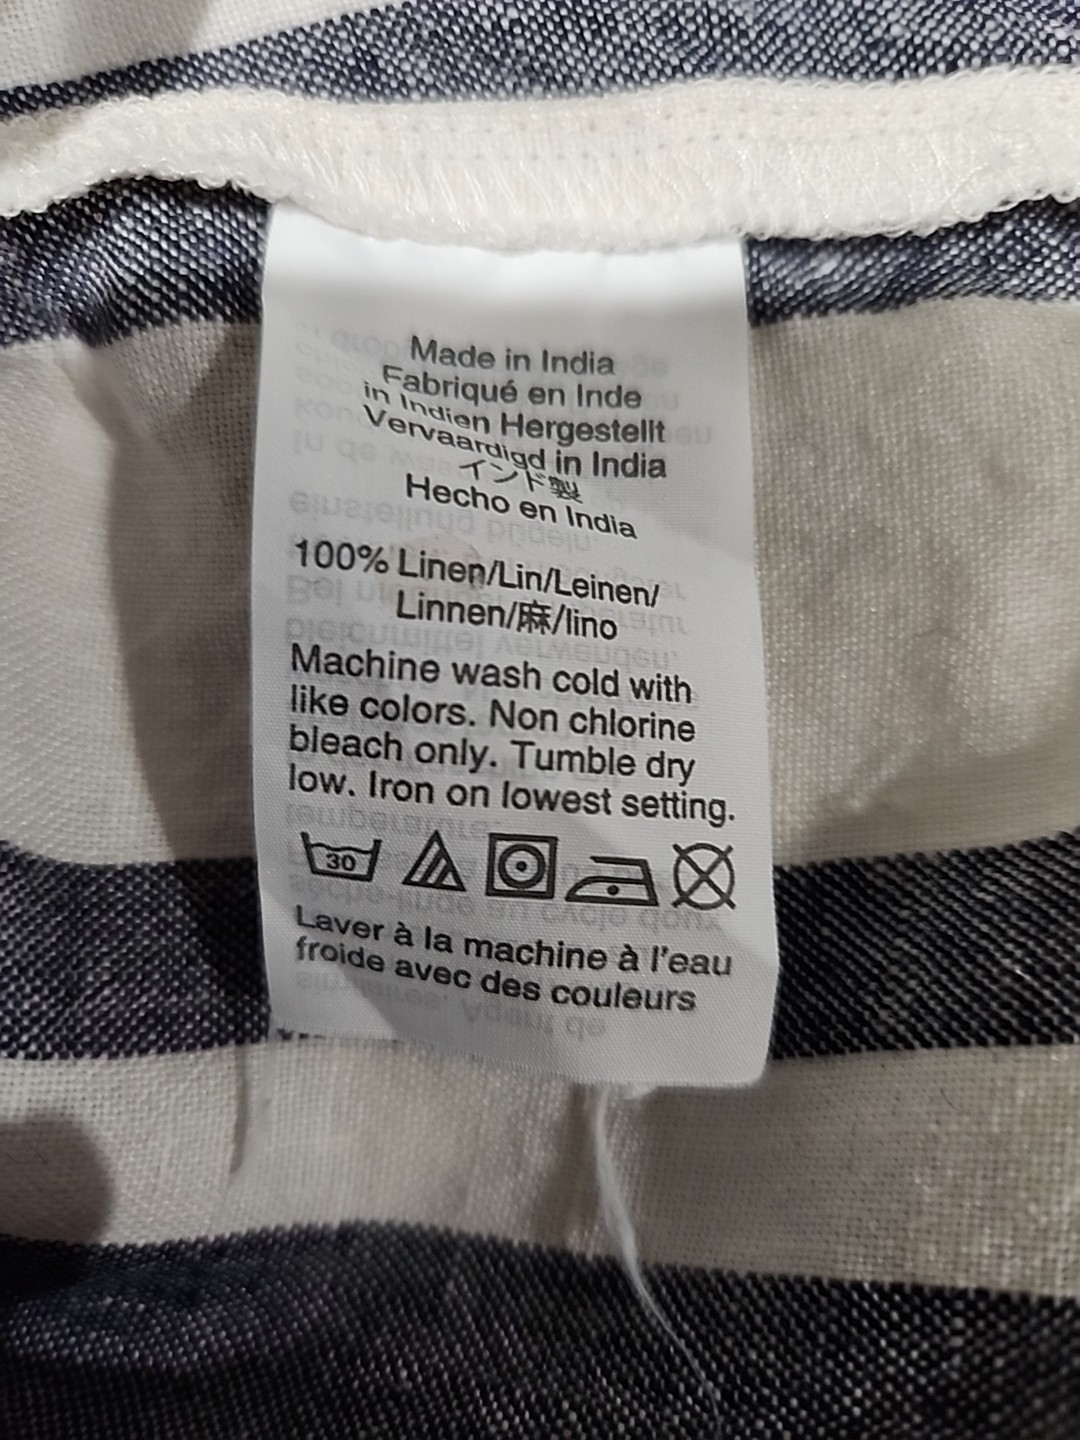 Made in India
Fabriqué en Inde
in Indien Hergestellt
Vervaardigd in India
インド製
Hecho en India
100% Linen/Lin/Leinen/
Linnen/麻/lino
Machine wash cold with
like colors. Non chlorine
bleach only. Tumble dry
low. Iron on lowest setting.
30
Laver à la machine à l'eau
froide avec des couleurs